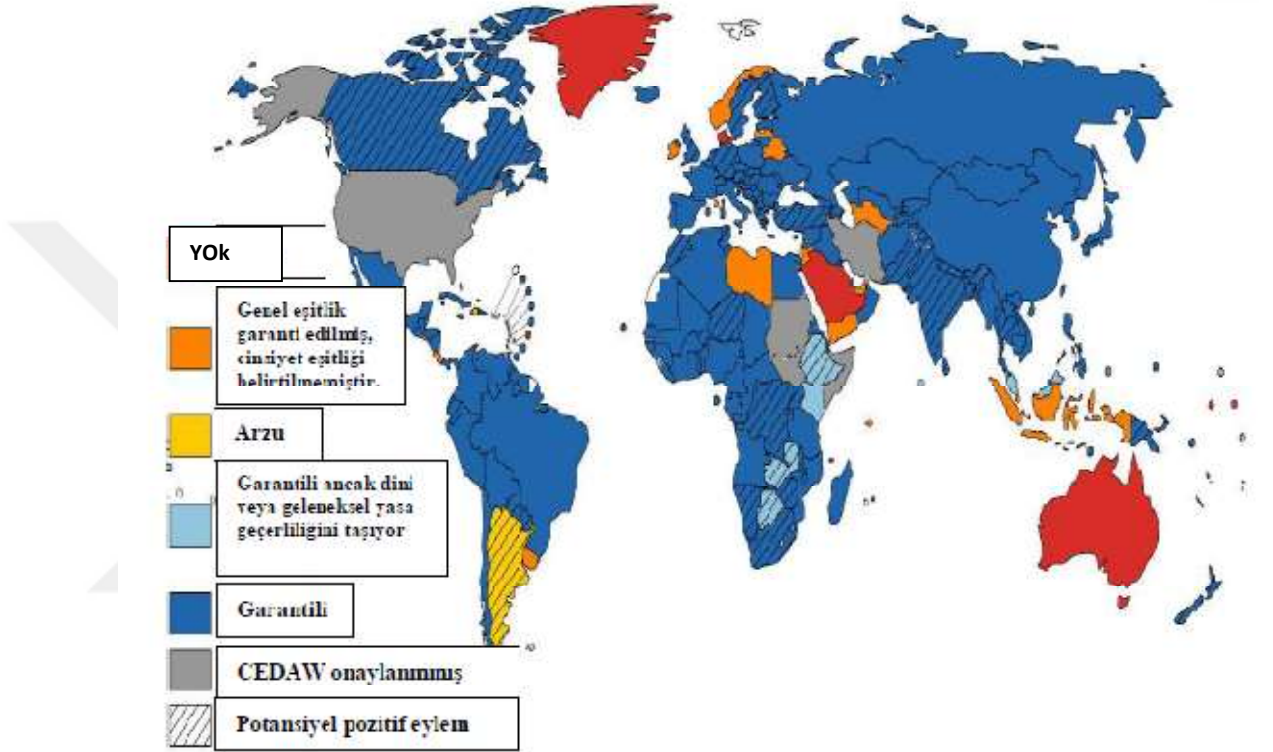 YOk
Genel eşitlik
garanti edilmiş,
cinsiyet eşitliği
belirtilmemiştir.
Arzu
Garantili ancak dini
veya geleneksel yasa
geçerliliğini taşıyor
Garantili
CEDAW onaylanmmış
Potansiyel pozitif eylem